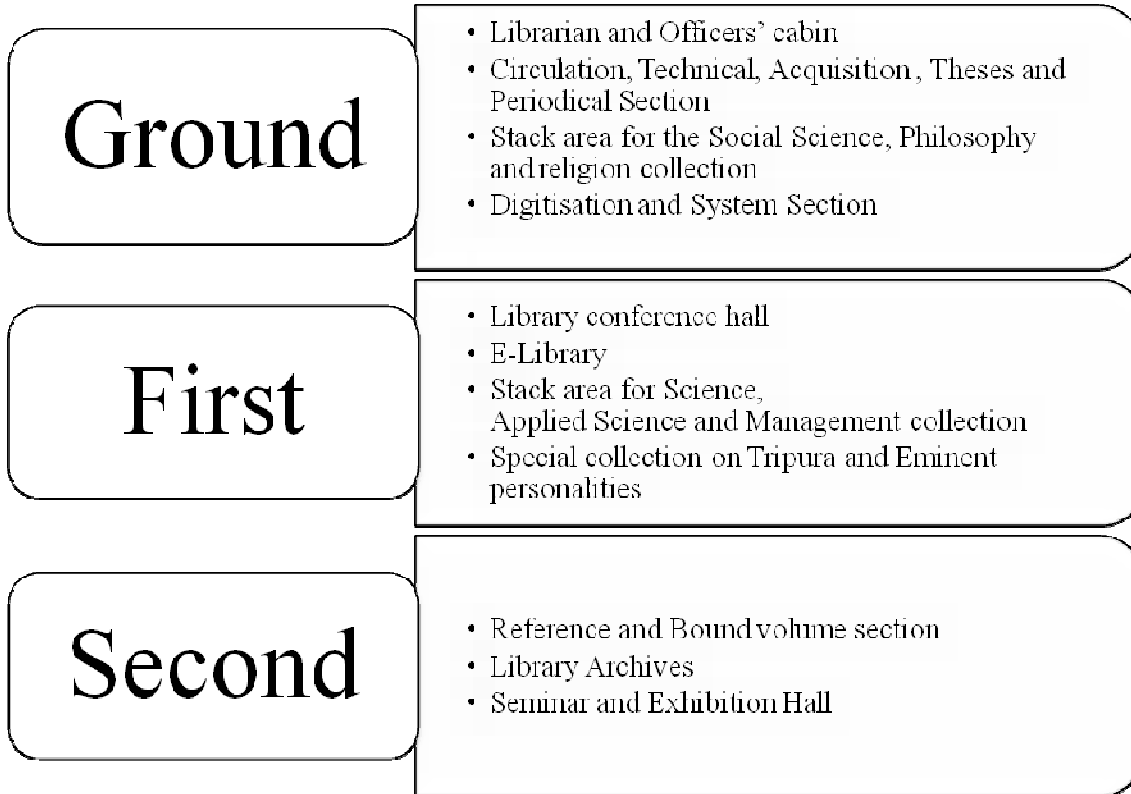 Ground
• Librarian and Officers’ cabin
• Circulation, Technical, Acquisition, Theses and
Periodical Section
• Stack area for the Social Science, Philosophy
and religion collection
• Digitisation and System Section
First
• Library conference hall
• E-Library
• Stack area for Science,
Applied Science and Management collection
• Special collection on Tripura and Eminent
personalities
Second
• Reference and Bound volume section
• Library Archives
• Seminar and Exhibition Hall